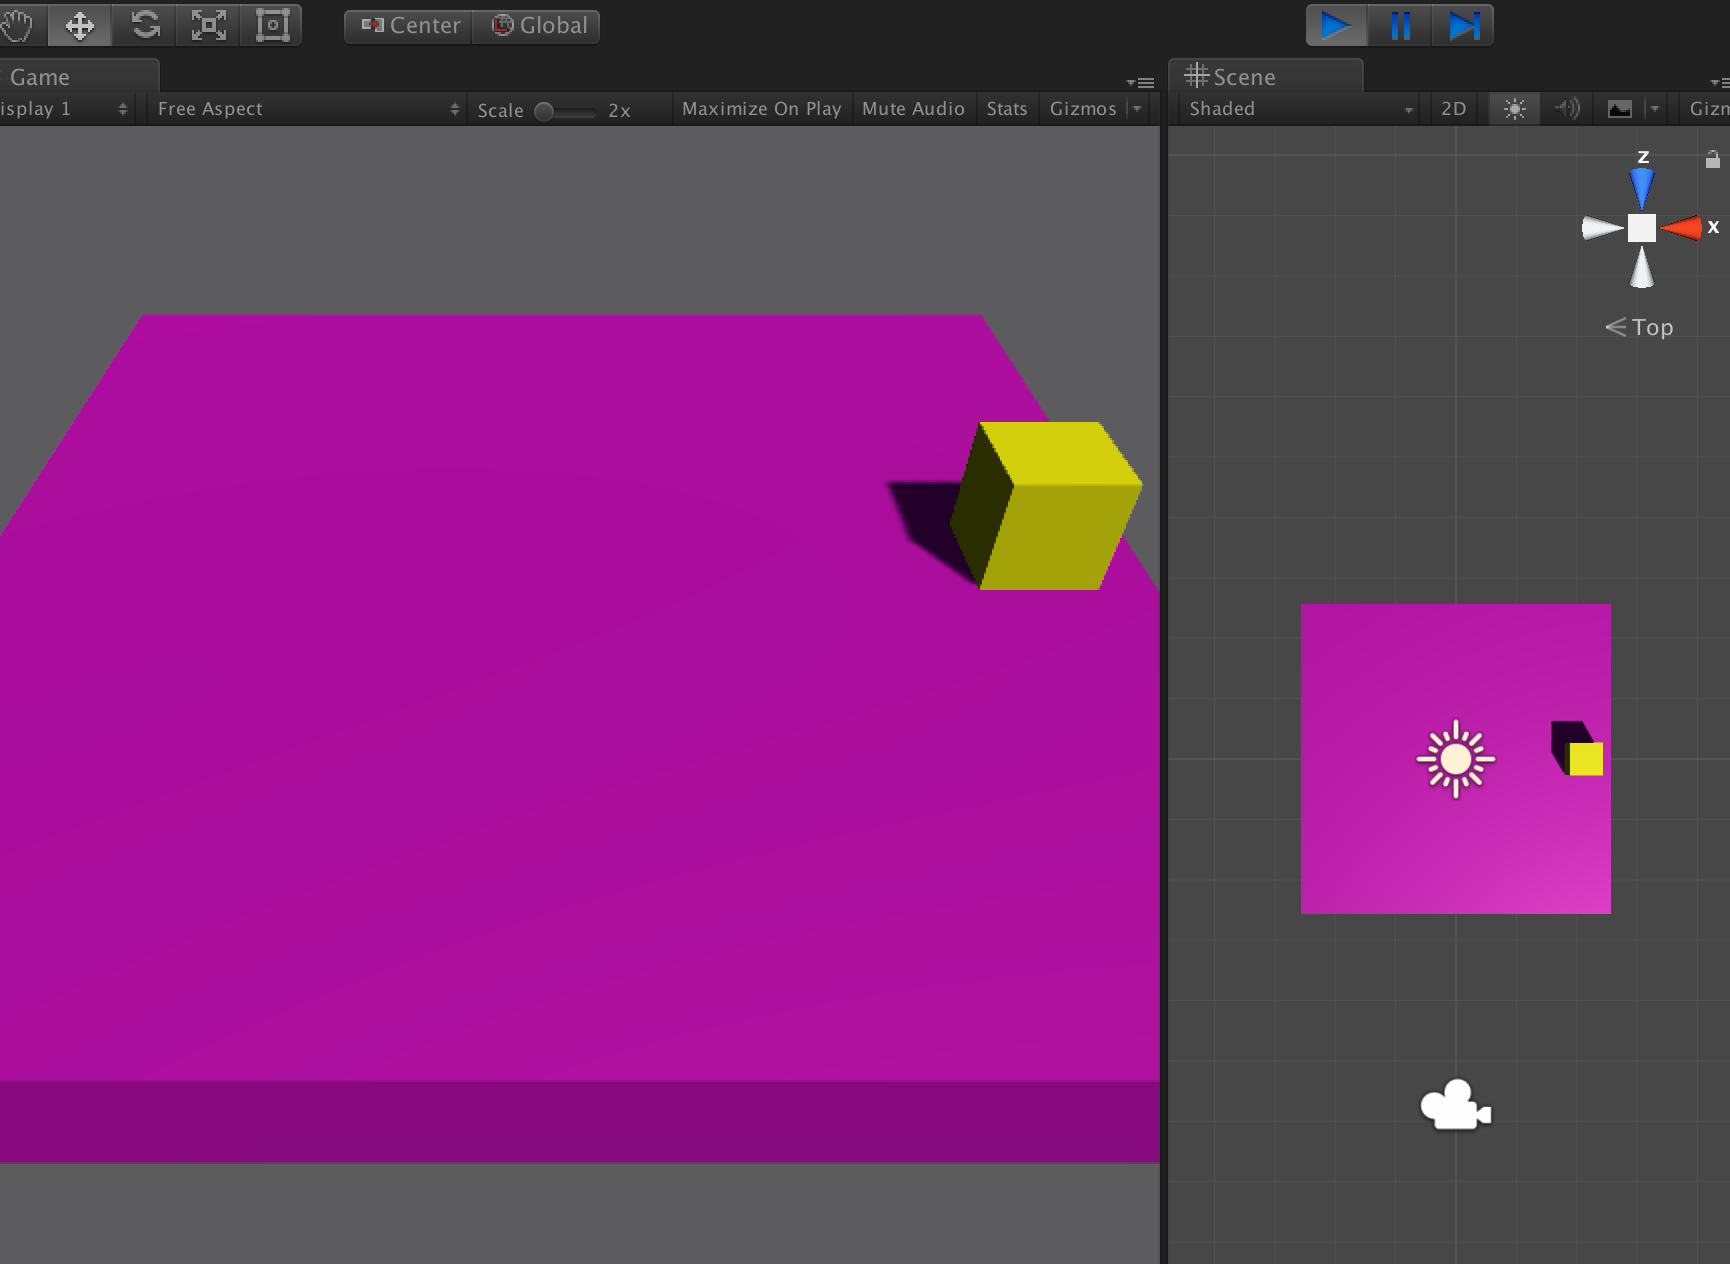 Center Global
Game
isplay 1 Free Aspect Scale 2x Maximize On Play Mute Audio Stats Gizmos
Scene
Shaded 2D Gizm
z
x
Top